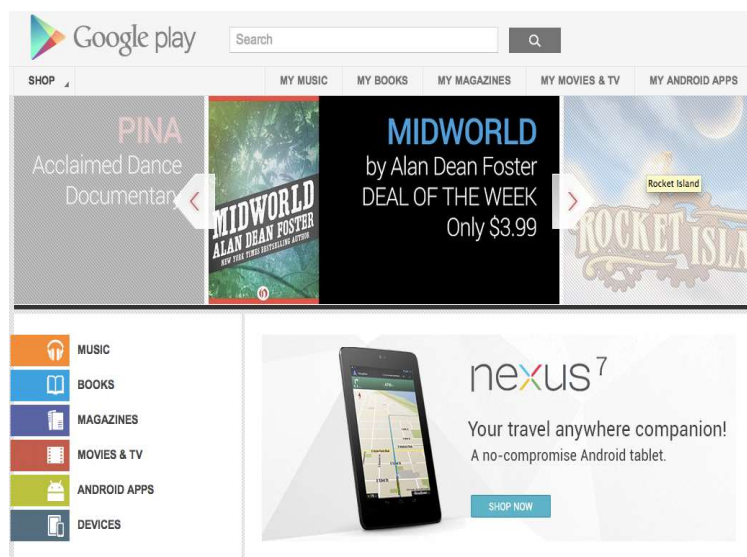 Google play
Search
SHOP
MY MUSIC
MY BOOKS
MY MAGAZINES
MY MOVIES & TV
MY ANDROID APPS
PINA
Acclaimed Dance
Documentary
MIDWORLD
ALAN DEAN FOSTER
NEW YORK TIMES BESTSELLING AUTHOR
MIDWORLD
by Alan Dean Foster
DEAL OF THE WEEK
Only $3.99
Rocket Island
ROCKET ISLA
MUSIC
BOOKS
MAGAZINES
MOVIES & TV
ANDROID APPS
DEVICES
nexus 7
Your travel anywhere companion!
A no-compromise Android tablet.
SHOP NOW